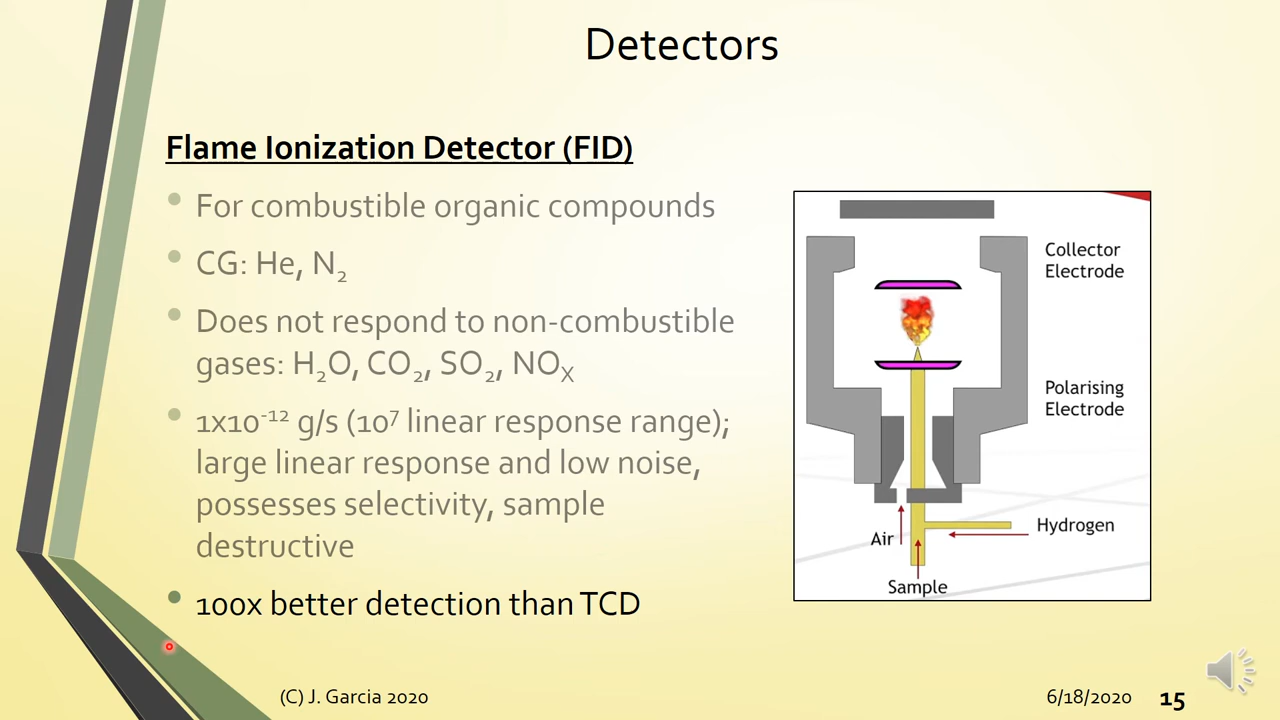 Detectors
Flame Ionization Detector (FID)
• For combustible organic compounds
• CG: He, N₂
• Does not respond to non-combustible
gases: H₂O, CO₂, SO₂, NOₓ
• 1x10⁻¹² g/s (10⁷ linear response range);
large linear response and low noise,
possesses selectivity, sample
destructive
• 100x better detection than TCD
Collector
Electrode
Polarising
Electrode
Hydrogen
Air
Sample
(C) J. Garcia 2020
6/18/2020 15